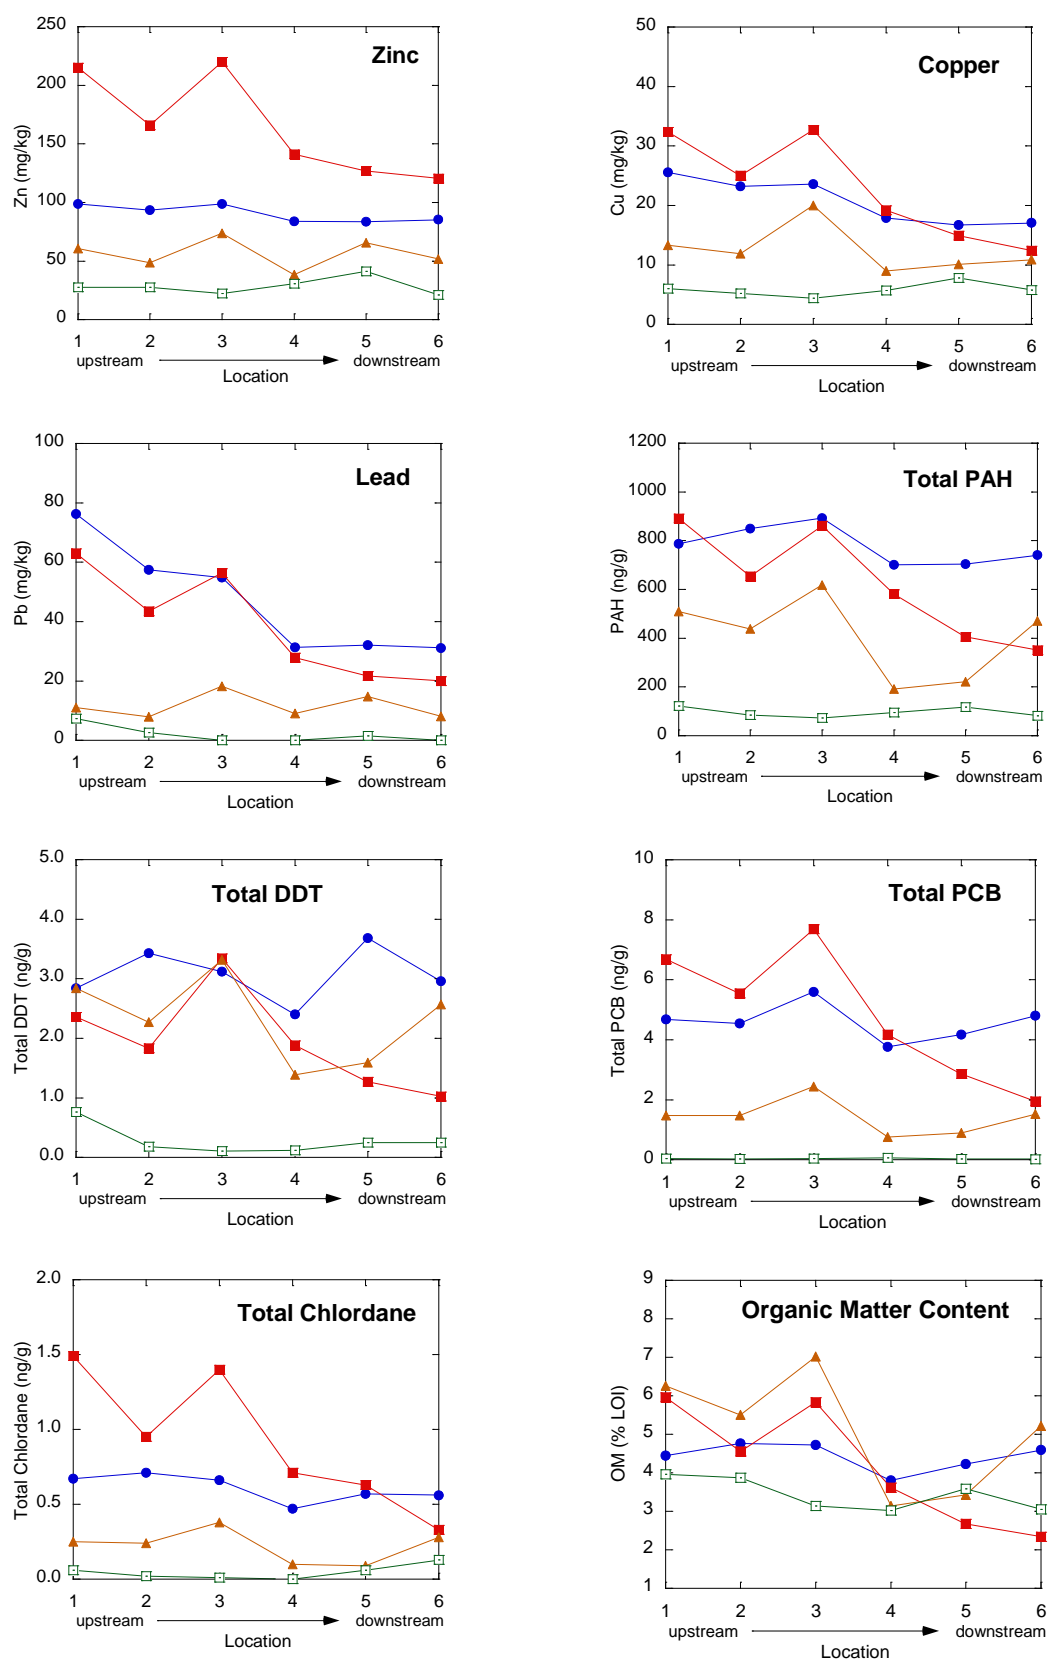 Zinc
Zn (mg/kg)
250
200
150
100
50
0
1 2 3 4 5 6
upstream downstream
Location
Copper
Cu (mg/kg)
50
40
30
20
10
0
1 2 3 4 5 6
upstream downstream
Location
Lead
Pb (mg/kg)
100
80
60
40
20
0
1 2 3 4 5 6
upstream downstream
Location
Total PAH
PAH (ng/g)
1200
1000
800
600
400
200
0
1 2 3 4 5 6
upstream downstream
Location
Total DDT
Total DDT (ng/g)
5.0
4.0
3.0
2.0
1.0
0.0
1 2 3 4 5 6
upstream downstream
Location
Total PCB
Total PCB (ng/g)
10
8
6
4
2
0
1 2 3 4 5 6
upstream downstream
Location
Total Chlordane
Total Chlordane (ng/g)
2.0
1.5
1.0
0.5
0.0
1 2 3 4 5 6
upstream downstream
Location
Organic Matter Content
OM (% LOI)
9
8
7
6
5
4
3
2
1
1 2 3 4 5 6
upstream downstream
Location